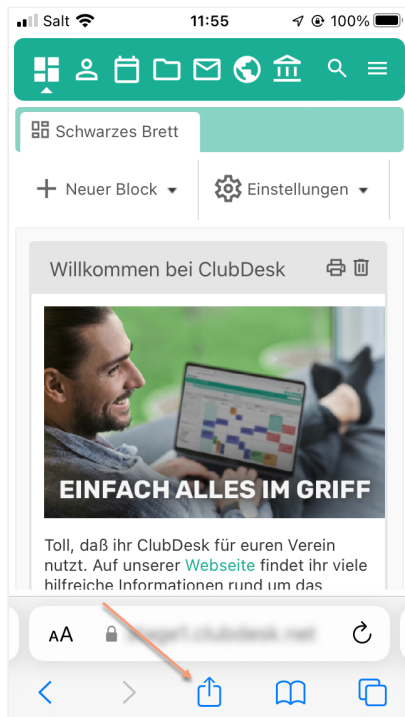 Salt 11:55 100%
Schwarzes Brett
Neuer Block Einstellungen
Willkommen bei ClubDesk
EINFACH ALLES IM GRIFF
Toll, daß ihr ClubDesk für euren Verein
nutzt. Auf unserer Webseite findet ihr viele
hilfreiche Informationen rund um das
AA